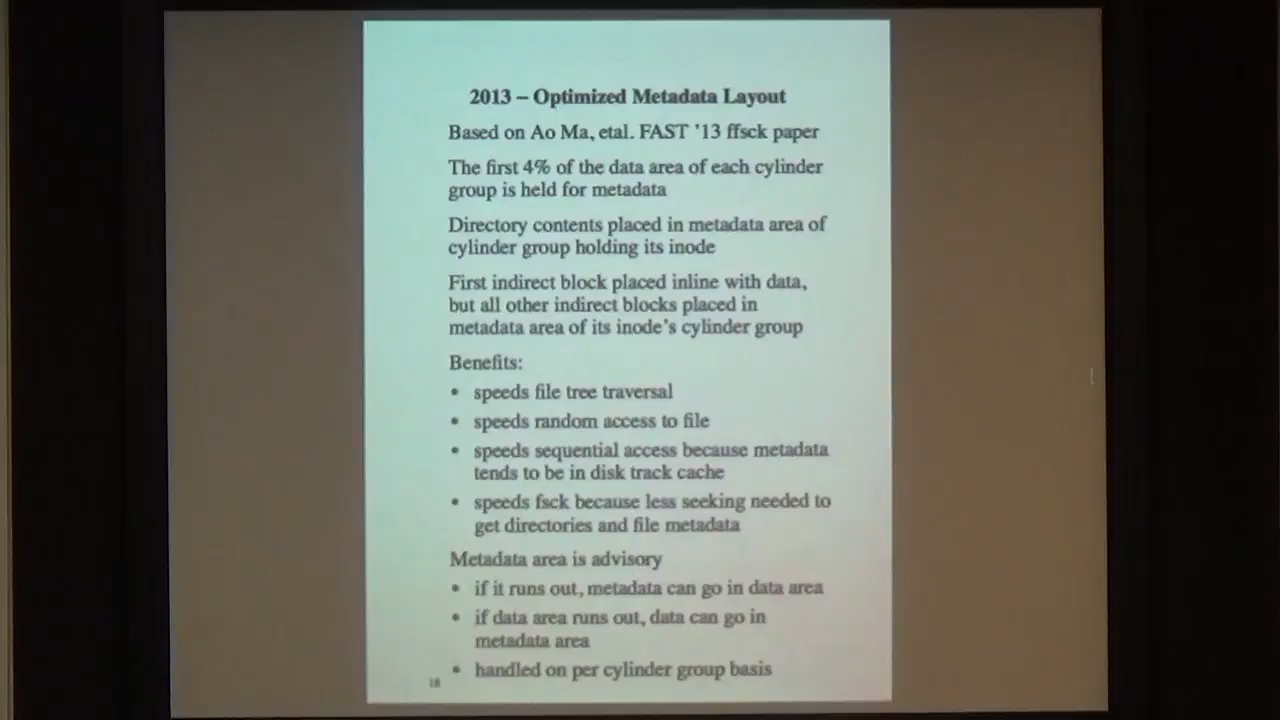 2013 – Optimized Metadata Layout
Based on Ao Ma, etal. FAST '13 ffsck paper
The first 4% of the data area of each cylinder
group is held for metadata
Directory contents placed in metadata area of
cylinder group holding its inode
First indirect block placed inline with data,
but all other indirect blocks placed in
metadata area of its inode's cylinder group
Benefits:
• speeds file tree traversal
• speeds random access to file
• speeds sequential access because metadata
tends to be in disk track cache
• speeds fsck because less seeking needed to
get directories and file metadata
Metadata area is advisory
• if it runs out, metadata can go in data area
• if data area runs out, data can go in
metadata area
• handled on per cylinder group basis
18